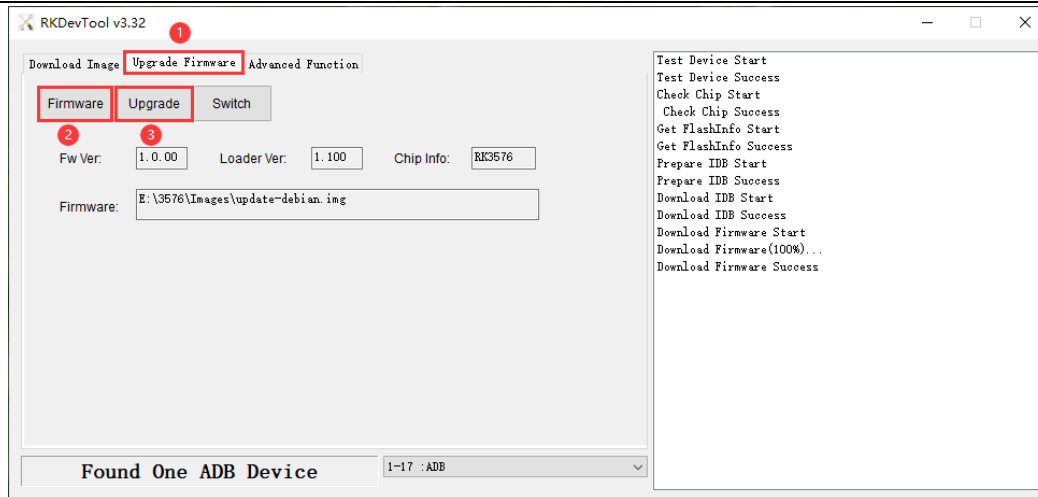 RKDevTool v3.32
1
Download Image Upgrade Firmware Advanced Function
Firmware Upgrade Switch
2 3
Fw Ver: 1.0.00 Loader Ver: 1.100 Chip Info: RK3576
Firmware: E:\3576\Images\update-debian.img
Found One ADB Device 1-17 :ADB
Test Device Start
Test Device Success
Check Chip Start
Check Chip Success
Get FlashInfo Start
Get FlashInfo Success
Prepare IDB Start
Prepare IDB Success
Download IDB Start
Download IDB Success
Download Firmware Start
Download Firmware(100%)...
Download Firmware Success